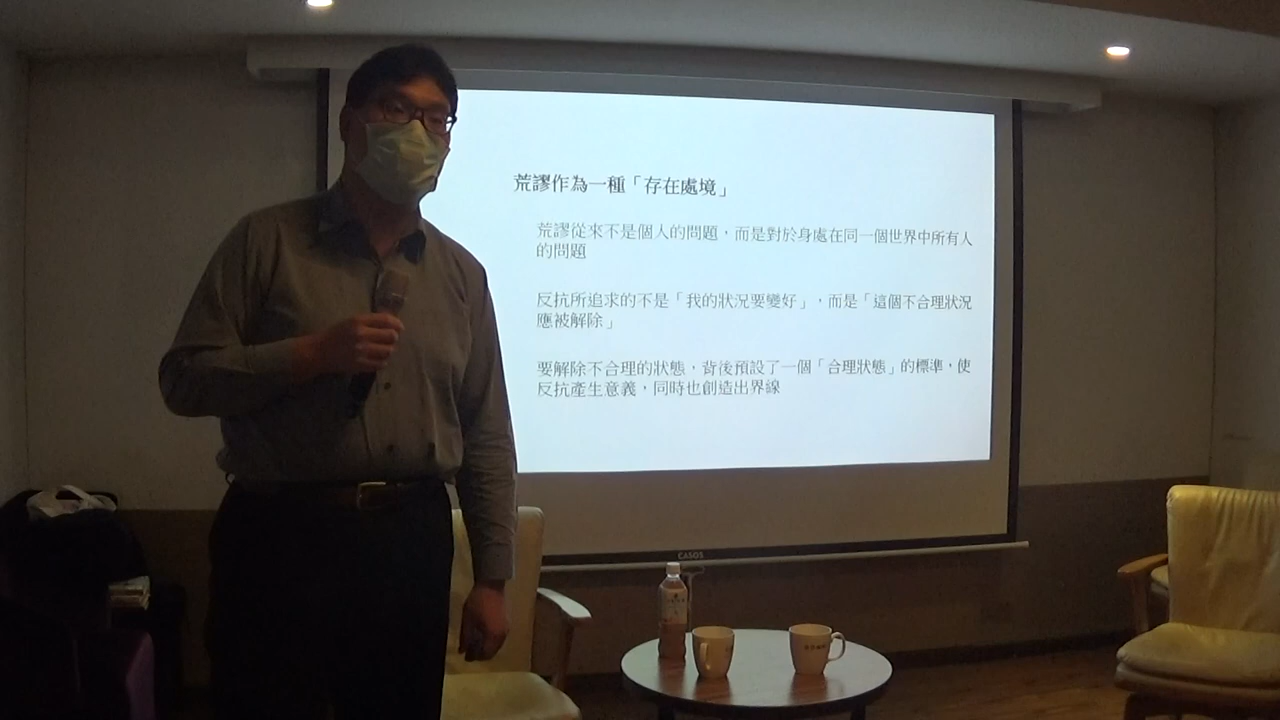 荒謬作為一種「存在處境」
荒謬從來不是個人的問題，而是對於身處在同一個世界中所有人
的問題
反抗所追求的不是「我的狀況要變好」，而是「這個不合理狀況
應被解除」
要解除不合理的狀態，背後預設了一個「合理狀態」的標準，使
反抗產生意義，同時也創造出界線
CASOS